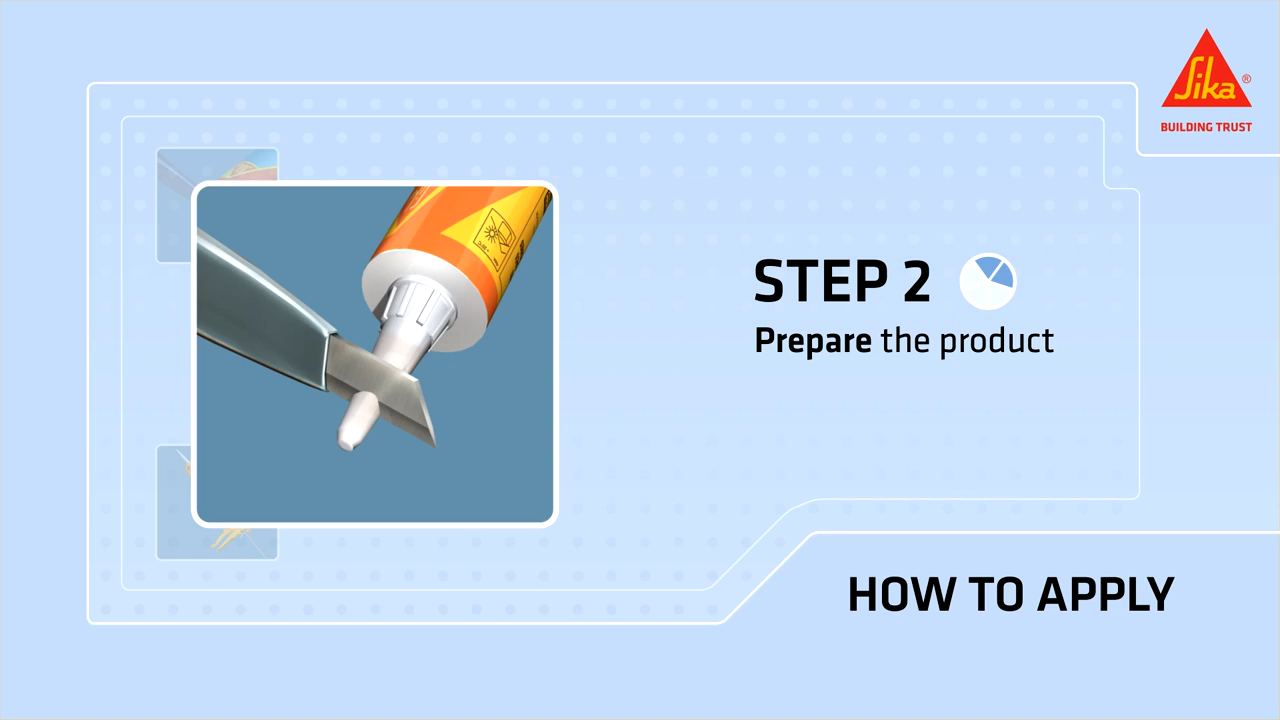 Sika®
BUILDING TRUST
STEP 2
Prepare the product
HOW TO APPLY